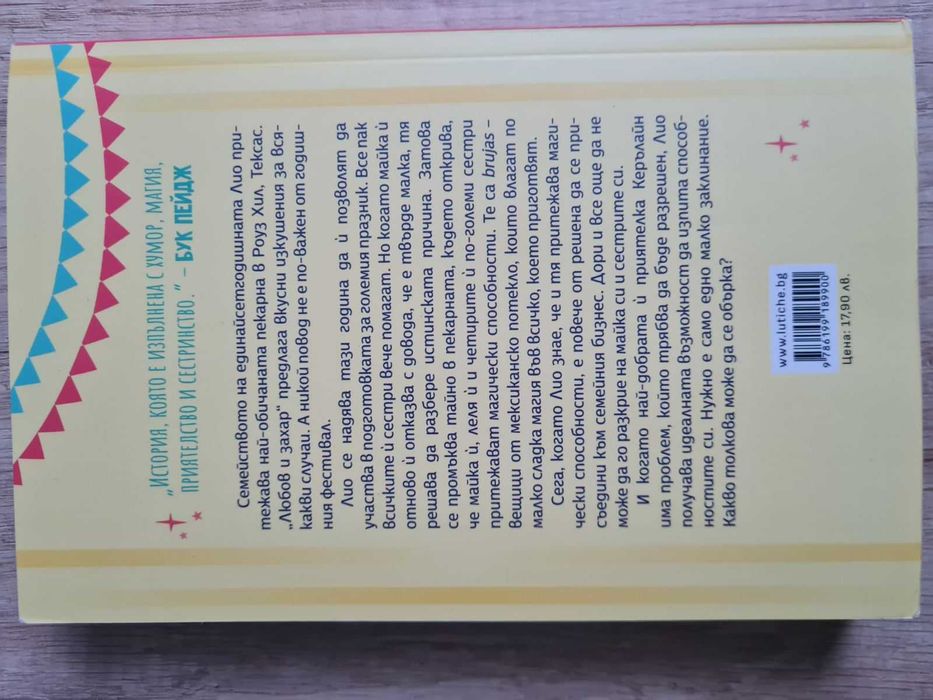 „ИСТОРИЯ, КОЯТО Е ИЗПЪЛНЕНА С ХУМОР, МАГИЯ,
ПРИЯТЕЛСТВО И СЕСТРИНСТВО.“ – БУК ПЕЙДЖ
Семейството на единайсетгодишната Лио при-
тежава най-обичаната пекарна в Роуз Хил, Тексас.
„Любов и захар“ предлага вкусни изкушения за вся-
какви случаи. А никой повод не е по-важен от годиш-
ния фестивал.
Лио се надява тази година да ѝ позволят да
участва в подготовката за големия празник. Все пак
всичките ѝ сестри вече помагат. Но когато майка ѝ
отново ѝ отказва с довода, че е твърде малка, тя
решава да разбере истинската причина. Затова
се промъква тайно в пекарната, където открива,
че майка ѝ, леля ѝ и четирите ѝ по-големи сестри
притежават магически способности. Те са brujas –
вещици от мексиканско потекло, които влагат по
малко сладка магия във всичко, което приготвят.
Сега, когато Лио знае, че и тя притежава маги-
чески способности, е повече от решена да се при-
съедини към семейния бизнес. Дори и все още да не
може да го разкрие на майка си и сестрите си.
И когато най-добрата ѝ приятелка Керълайн
има проблем, който трябва да бъде разрешен, Лио
получава идеалната възможност да изпита способ-
ностите си. Нужно е само едно малко заклинание.
Какво толкова може да се обърка?
www.lutiche.bg
9 786199 189900
Цена: 17,90 лв.